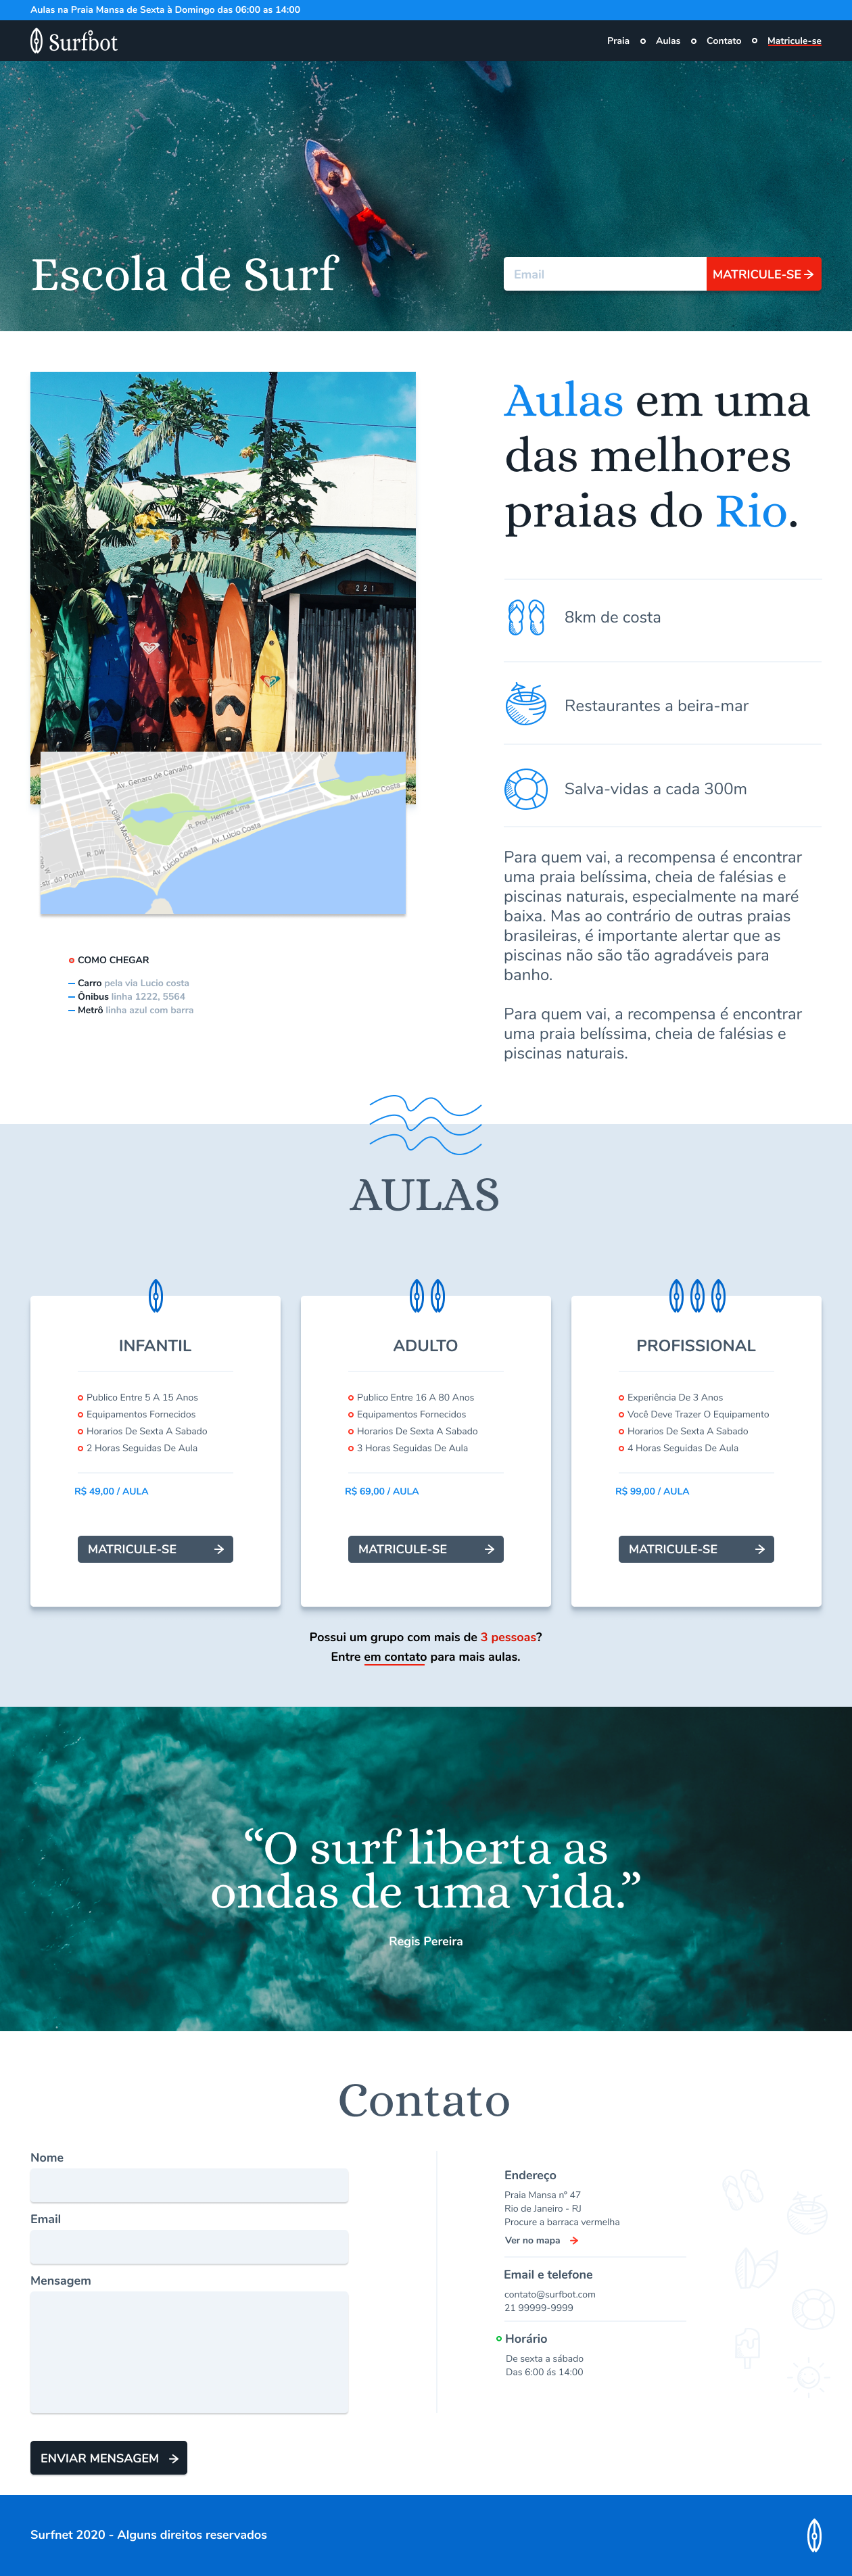 Aulas na Praia Mansa de Sexta à Domingo das 06:00 as 14:00
Surfbot
Praia
Aulas
Contato
Matricule-se
Escola de Surf
Email
MATRICULE-SE
Aulas em uma
das melhores
praias do Rio.
221
8km de costa
Restaurantes a beira-mar
Salva-vidas a cada 300m
Av. Genaro de Carvalho
Av. Gilka Machado
R. Prof. Hermes Lima
Av. Lúcio Costa
Av. Lúcio Costa
Av. Lúcio Costa
R. DW
str. do Pontal
COMO CHEGAR
Carro pela via Lucio costa
Ônibus linha 1222, 5564
Metrô linha azul com barra
Para quem vai, a recompensa é encontrar
uma praia belíssima, cheia de falésias e
piscinas naturais, especialmente na maré
baixa. Mas ao contrário de outras praias
brasileiras, é importante alertar que as
piscinas não são tão agradáveis para
banho.
Para quem vai, a recompensa é encontrar
uma praia belíssima, cheia de falésias e
piscinas naturais.
AULAS
INFANTIL
Publico Entre 5 A 15 Anos
Equipamentos Fornecidos
Horarios De Sexta A Sabado
2 Horas Seguidas De Aula
R$ 49,00 / AULA
MATRICULE-SE
ADULTO
Publico Entre 16 A 80 Anos
Equipamentos Fornecidos
Horarios De Sexta A Sabado
3 Horas Seguidas De Aula
R$ 69,00 / AULA
MATRICULE-SE
PROFISSIONAL
Experiência De 3 Anos
Você Deve Trazer O Equipamento
Horarios De Sexta A Sabado
4 Horas Seguidas De Aula
R$ 99,00 / AULA
MATRICULE-SE
Possui um grupo com mais de 3 pessoas?
Entre em contato para mais aulas.
“O surf liberta as
ondas de uma vida.”
Regis Pereira
Contato
Nome
Email
Mensagem
ENVIAR MENSAGEM
Endereço
Praia Mansa nº 47
Rio de Janeiro - RJ
Procure a barraca vermelha
Ver no mapa
Email e telefone
contato@surfbot.com
21 99999-9999
Horário
De sexta a sábado
Das 6:00 ás 14:00
Surfnet 2020 - Alguns direitos reservados